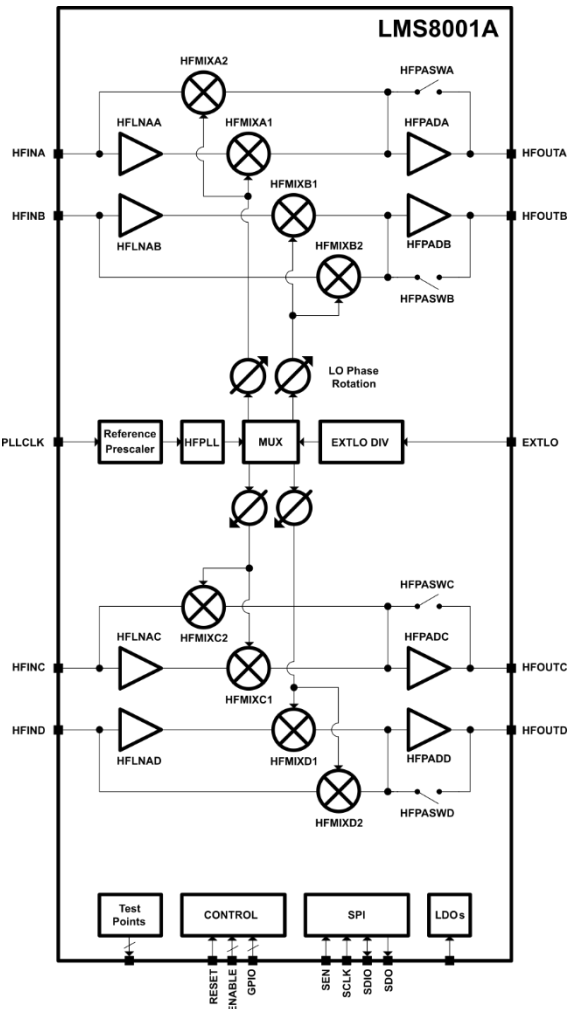 LMS8001A
HFMIXA2
HFPASWA
HFLNAA
HFMIXA1
HFPADA
HFINA
HFOUTA
HFMIXB1
HFINB
HFOUTB
HFLNAB
HFMIXB2
HFPADB
HFPASWB
LO Phase
Rotation
PLLCLK
Reference
Prescaler
HFPLL
MUX
EXTLO DIV
EXTLO
HFPASWC
HFMIXC2
HFLNAC
HFPADC
HFINC
HFOUTC
HFMIXC1
HFIND
HFOUTD
HFLNAD
HFMIXD1
HFPADD
HFMIXD2
HFPASWD
Test
Points
CONTROL
SPI
LDOs
RESET
ENABLE
GPIO
SEN
SCLK
SDIO
SDO